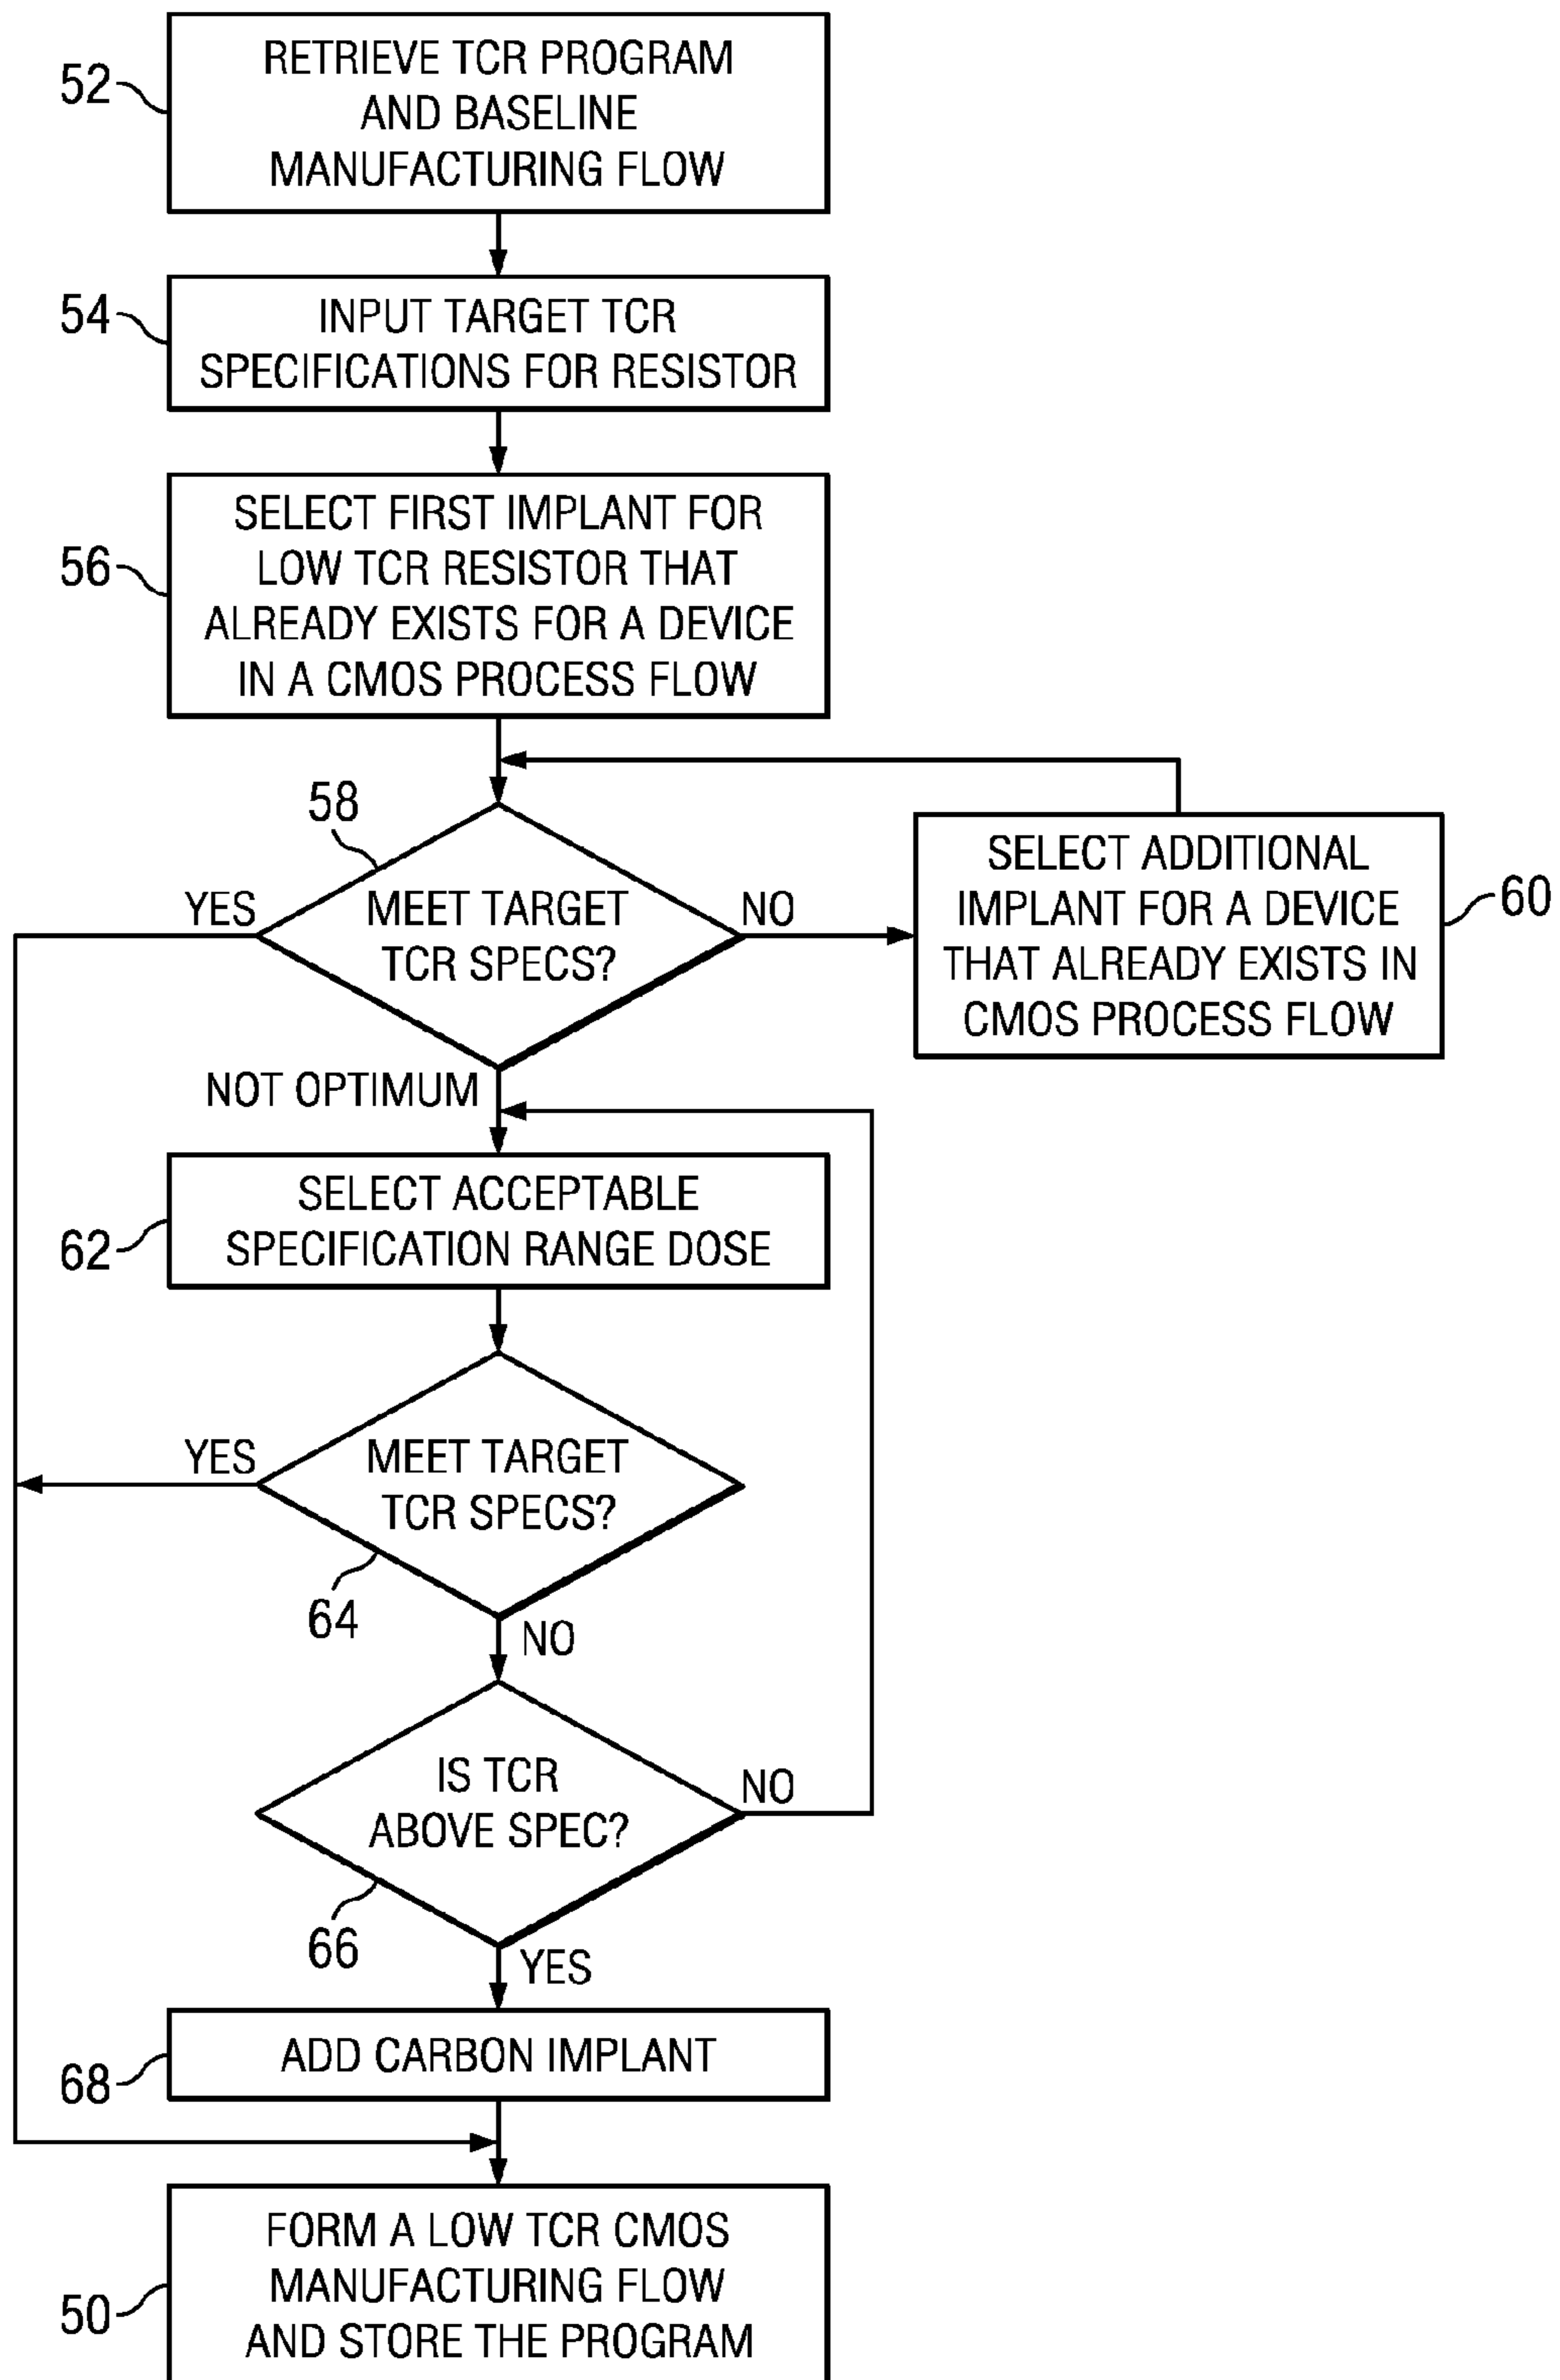 52
RETRIEVE TCR PROGRAM
AND BASELINE
MANUFACTURING FLOW
54
INPUT TARGET TCR
SPECIFICATIONS FOR RESISTOR
56
SELECT FIRST IMPLANT FOR
LOW TCR RESISTOR THAT
ALREADY EXISTS FOR A DEVICE
IN A CMOS PROCESS FLOW
58
YES
MEET TARGET
TCR SPECS?
NO
SELECT ADDITIONAL
IMPLANT FOR A DEVICE
THAT ALREADY EXISTS IN
CMOS PROCESS FLOW
60
NOT OPTIMUM
62
SELECT ACCEPTABLE
SPECIFICATION RANGE DOSE
YES
MEET TARGET
TCR SPECS?
64
NO
IS TCR
ABOVE SPEC?
NO
66
YES
68
ADD CARBON IMPLANT
50
FORM A LOW TCR CMOS
MANUFACTURING FLOW
AND STORE THE PROGRAM